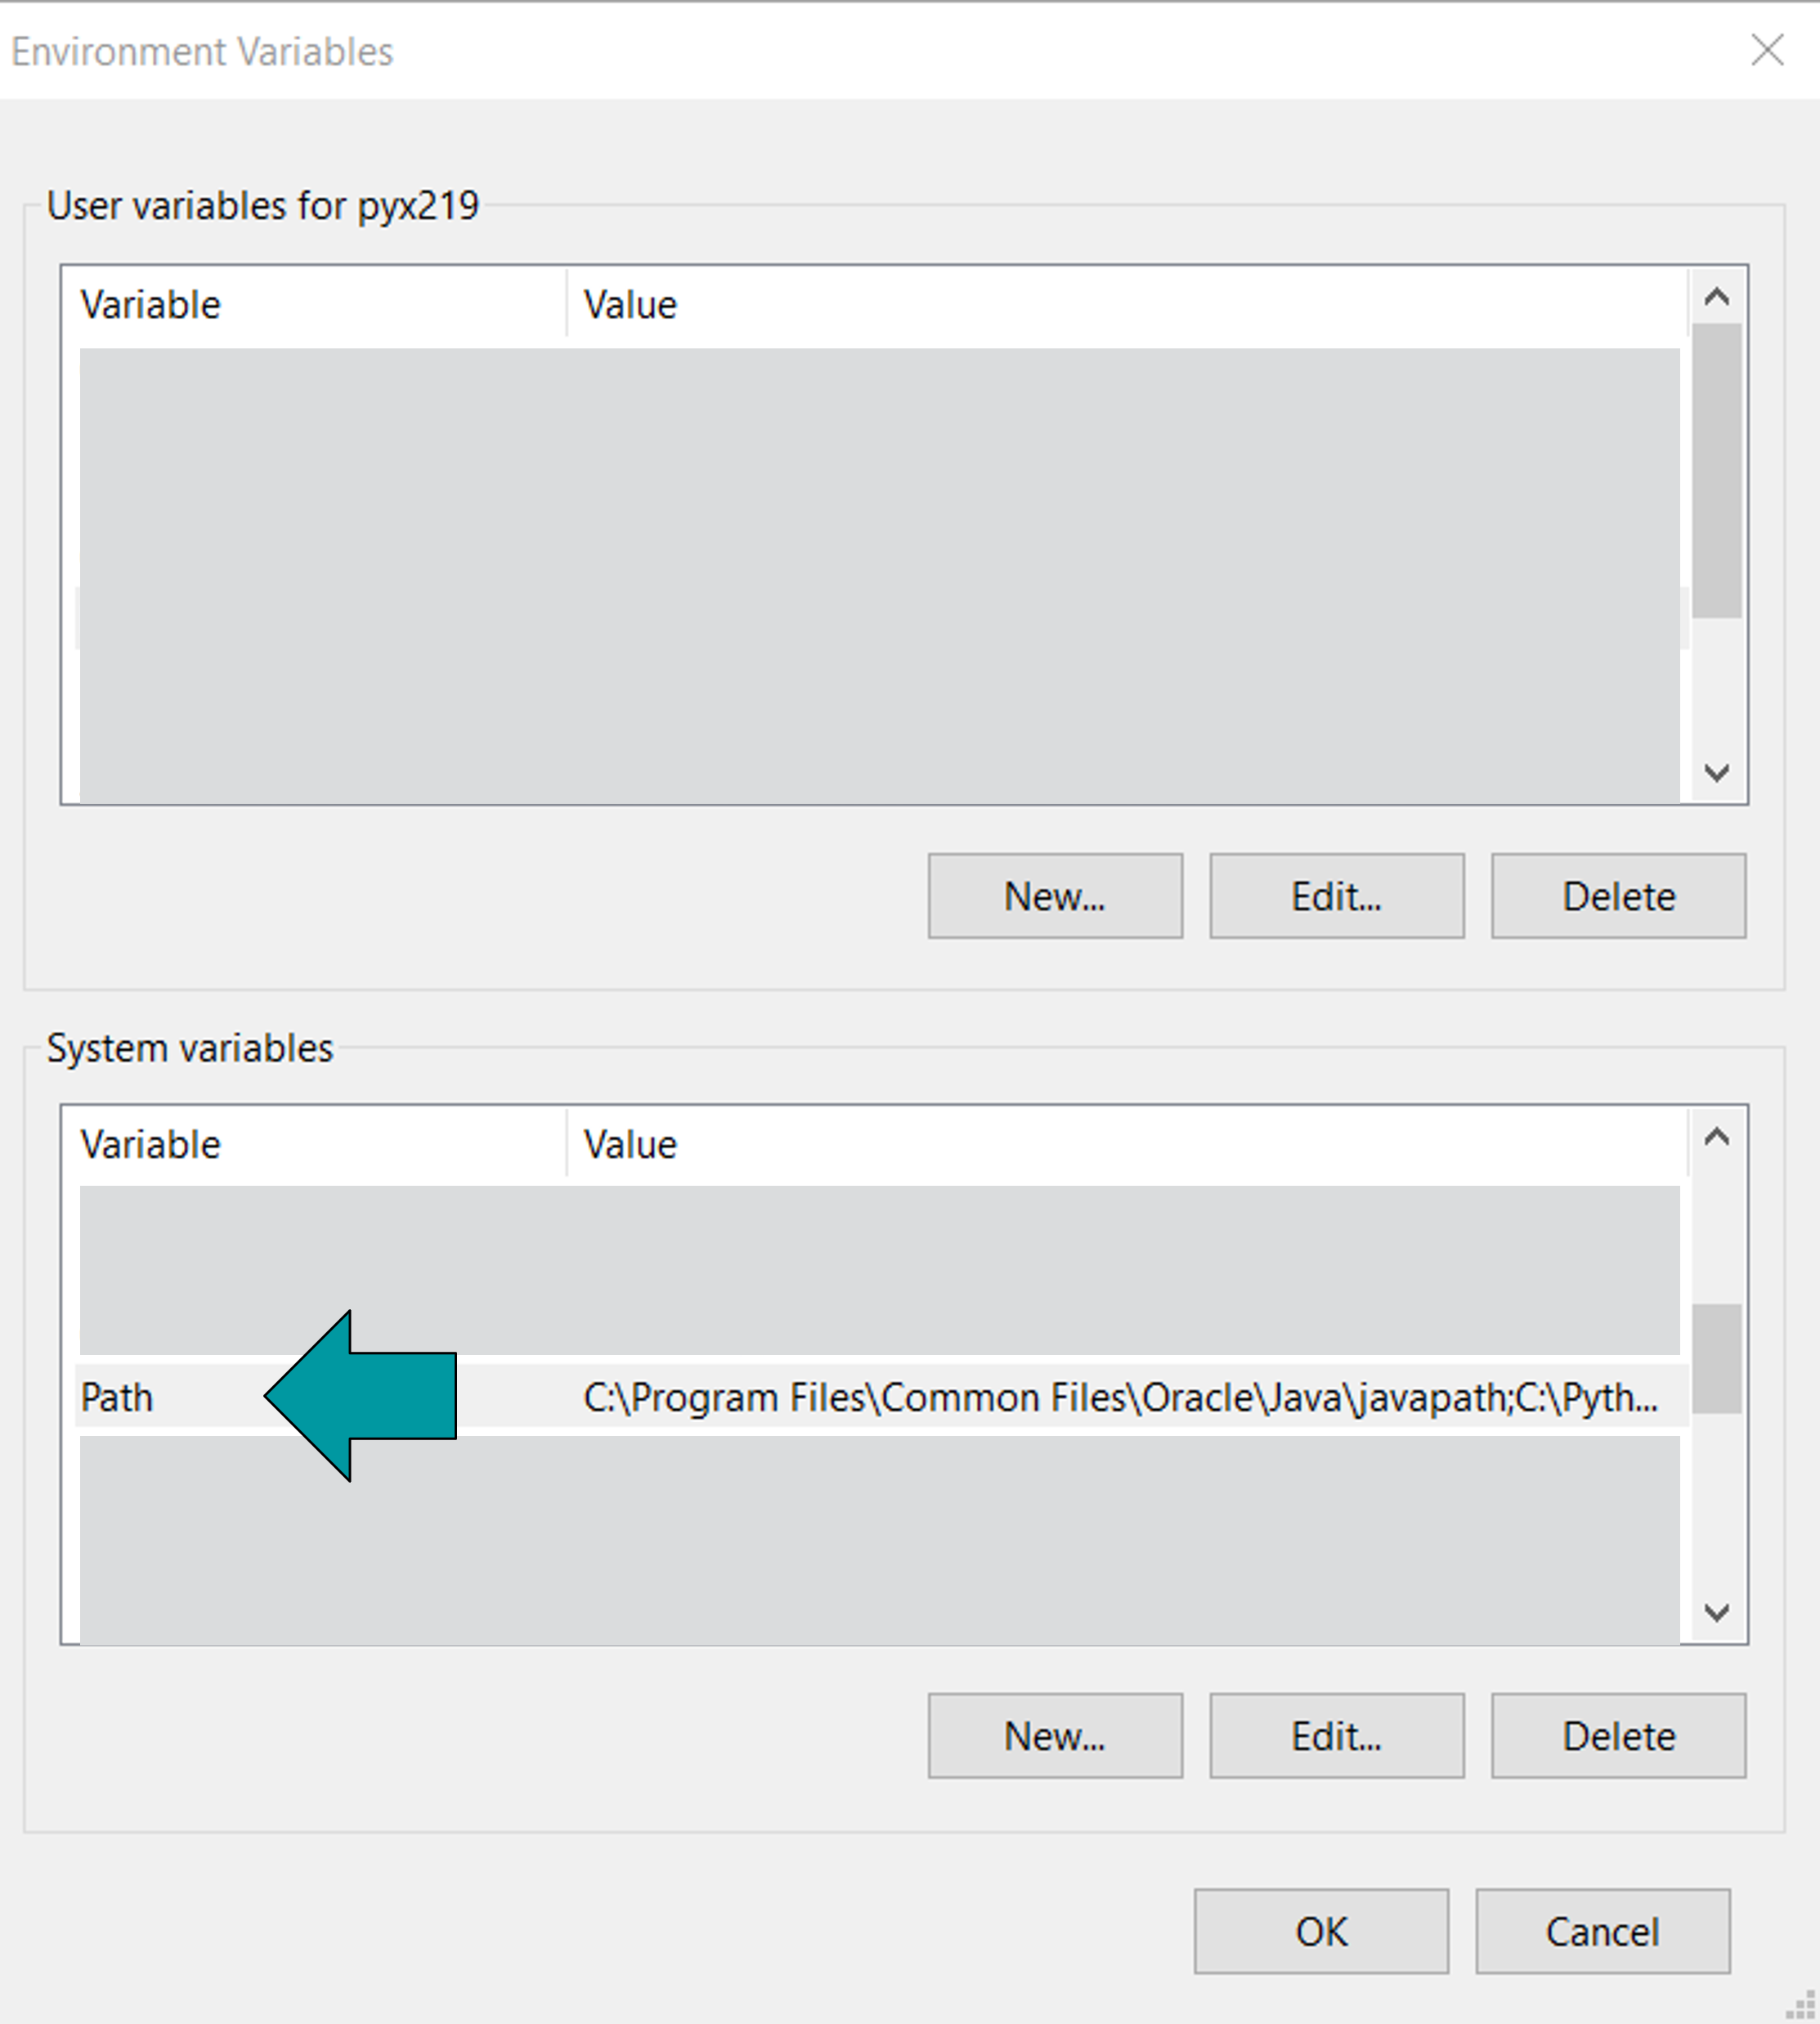 Environment Variables
User variables for pyx219
Variable Value
New... Edit... Delete
System variables
Variable Value
Path C:\Program Files\Common Files\Oracle\Java\javapath;C:\Pyth...
New... Edit... Delete
OK Cancel